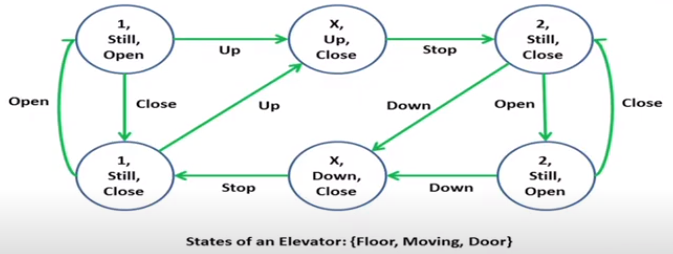 1,
Still,
Open
Up
X,
Up,
Close
Stop
2,
Still,
Close
Open
Close
Up
Down
Open
Close
1,
Still,
Close
Stop
X,
Down,
Close
Down
2,
Still,
Open
States of an Elevator: {Floor, Moving, Door}